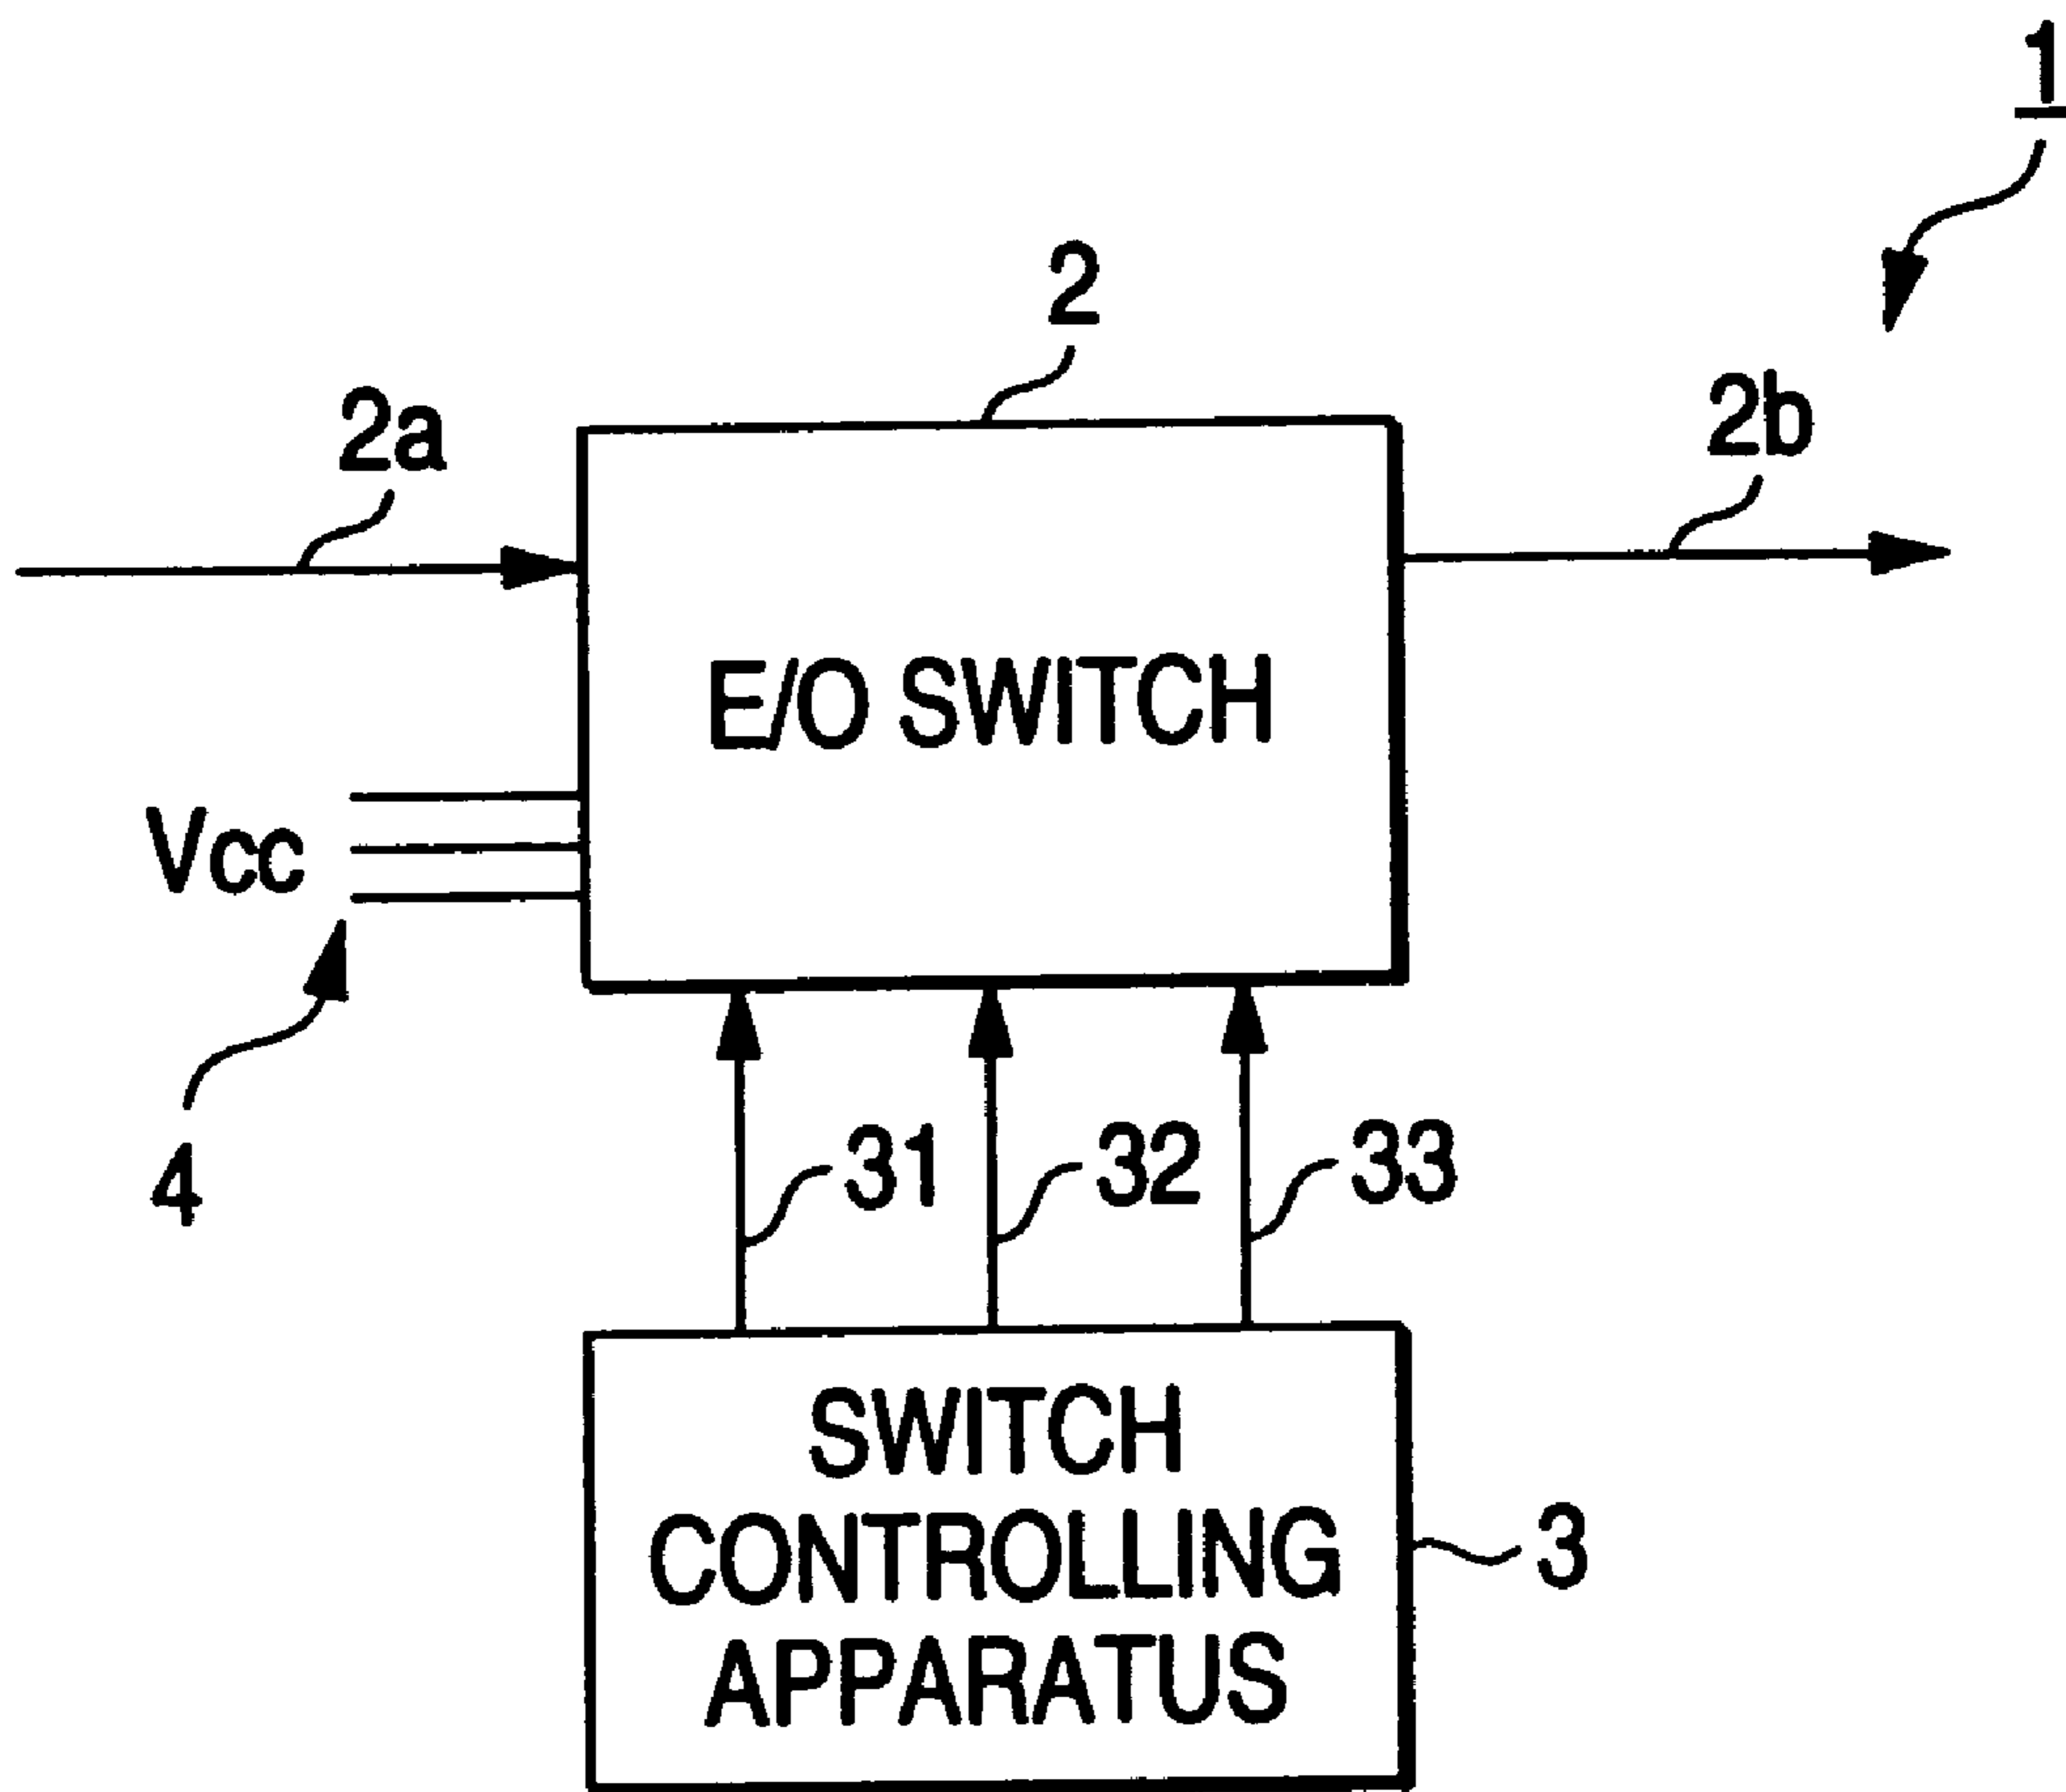 1
2
2a
2b
E/O SWITCH
Vcc
4
31
32
33
SWITCH
CONTROLLING
APPARATUS
3